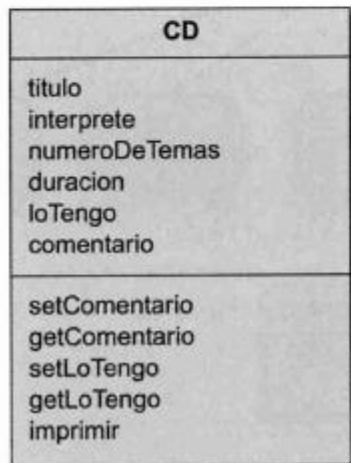 CD
titulo
interprete
numeroDeTemas
duracion
loTengo
comentario
setComentario
getComentario
setLoTengo
getLoTengo
imprimir